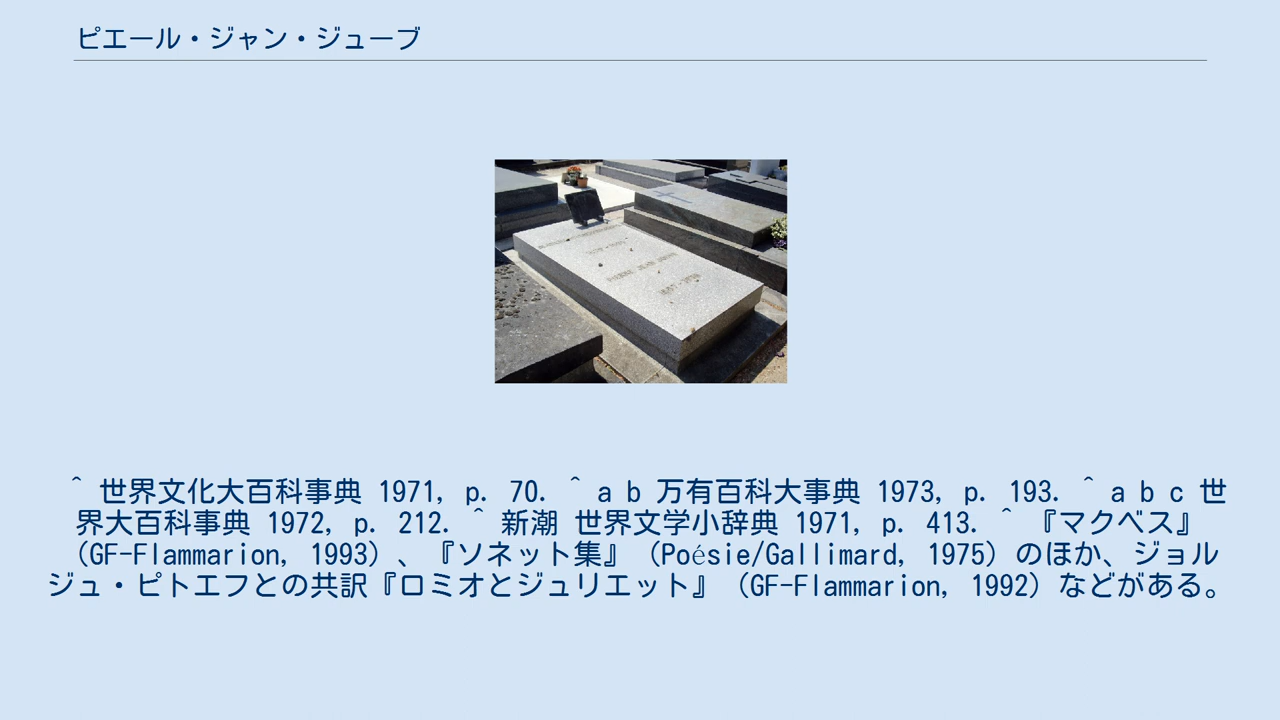 ピエール・ジャン・ジューブ
^ 世界文化大百科事典 1971, p. 70. ^ a b 万有百科大事典 1973, p. 193. ^ a b c 世
界大百科事典 1972, p. 212. ^ 新潮 世界文学小辞典 1971, p. 413. ^ 『マクベス』
（GF-Flammarion, 1993）、『ソネット集』（Poésie/Gallimard, 1975）のほか、ジョル
ジュ・ピトエフとの共訳『ロミオとジュリエット』（GF-Flammarion, 1992）などがある。